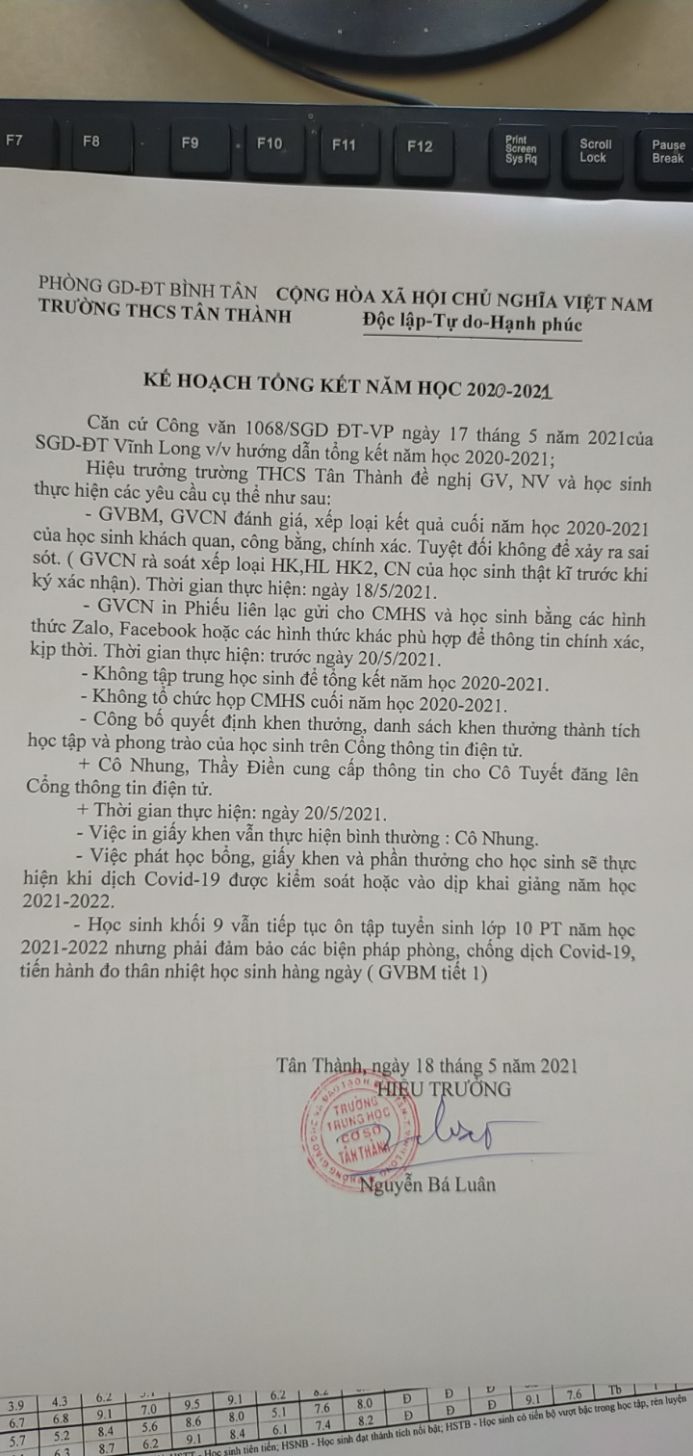 F7 F8 F9 F10 F11 F12 Print Screen Sys Rq Scroll Lock Pause Break
PHÒNG GD-ĐT BÌNH TÂN CỘNG HÒA XÃ HỘI CHỦ NGHĨA VIỆT NAM
TRƯỜNG THCS TÂN THÀNH Độc lập-Tự do-Hạnh phúc
KẾ HOẠCH TỔNG KẾT NĂM HỌC 2020-2021
Căn cứ Công văn 1068/SGD ĐT-VP ngày 17 tháng 5 năm 2021của
SGD-ĐT Vĩnh Long v/v hướng dẫn tổng kết năm học 2020-2021;
Hiệu trưởng trường THCS Tân Thành đề nghị GV, NV và học sinh
thực hiện các yêu cầu cụ thể như sau:
- GVBM, GVCN đánh giá, xếp loại kết quả cuối năm học 2020-2021
của học sinh khách quan, công bằng, chính xác. Tuyệt đối không để xảy ra sai
sót. ( GVCN rà soát xếp loại HK,HL HK2, CN của học sinh thật kĩ trước khi
ký xác nhận). Thời gian thực hiện: ngày 18/5/2021.
- GVCN in Phiếu liên lạc gửi cho CMHS và học sinh bằng các hình
thức Zalo, Facebook hoặc các hình thức khác phù hợp để thông tin chính xác,
kịp thời. Thời gian thực hiện: trước ngày 20/5/2021.
- Không tập trung học sinh để tổng kết năm học 2020-2021.
- Không tổ chức họp CMHS cuối năm học 2020-2021.
- Công bố quyết định khen thưởng, danh sách khen thưởng thành tích
học tập và phong trào của học sinh trên Cổng thông tin điện tử.
+ Cô Nhung, Thầy Điền cung cấp thông tin cho Cô Tuyết đăng lên
Cổng thông tin điện tử.
+ Thời gian thực hiện: ngày 20/5/2021.
- Việc in giấy khen vẫn thực hiện bình thường : Cô Nhung.
- Việc phát học bổng, giấy khen và phần thưởng cho học sinh sẽ thực
hiện khi dịch Covid-19 được kiểm soát hoặc vào dịp khai giảng năm học
2021-2022.
- Học sinh khối 9 vẫn tiếp tục ôn tập tuyển sinh lớp 10 PT năm học
2021-2022 nhưng phải đảm bảo các biện pháp phòng, chống dịch Covid-19,
tiến hành đo thân nhiệt học sinh hàng ngày ( GVBM tiết 1)
Tân Thành, ngày 18 tháng 5 năm 2021
HIỆU TRƯỞNG
TRƯỜNG
TRUNG HỌC
CƠ SỞ
TÂN THÀNH
Nguyễn Bá Luân
3.9 4.3 6.2 9.5 9.1 6.2
6.7 6.8 9.1 7.0 8.6 8.0 5.1 7.6 8.0 Đ Đ 9.1 7.6 Tb
5.7 5.2 8.4 5.6 9.1 8.4 6.1 7.4 8.2 Đ Đ Đ
6.3 8.7 6.2 Học sinh tiên tiến; HSNB - Học sinh đạt thành tích nổi bật; HSTB - Học sinh có tiến bộ vượt bậc trong học tập, rèn luyện